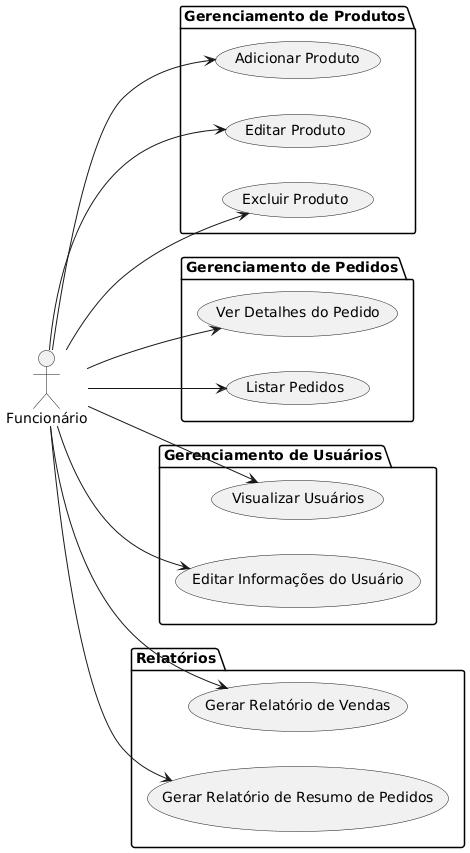 Gerenciamento de Produtos
Adicionar Produto
Editar Produto
Excluir Produto
Gerenciamento de Pedidos
Ver Detalhes do Pedido
Listar Pedidos
Funcionário
Gerenciamento de Usuários
Visualizar Usuários
Editar Informações do Usuário
Relatórios
Gerar Relatório de Vendas
Gerar Relatório de Resumo de Pedidos